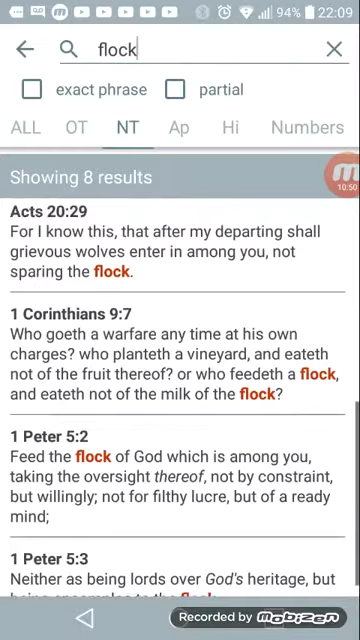 94% 22:09
flock
exact phrase partial
ALL OT NT Ap Hi Numbers
Showing 8 results
10:50
Acts 20:29
For I know this, that after my departing shall
grievous wolves enter in among you, not
sparing the flock.
1 Corinthians 9:7
Who goeth a warfare any time at his own
charges? who planteth a vineyard, and eateth
not of the fruit thereof? or who feedeth a flock,
and eateth not of the milk of the flock?
1 Peter 5:2
Feed the flock of God which is among you,
taking the oversight thereof, not by constraint,
but willingly; not for filthy lucre, but of a ready
mind;
1 Peter 5:3
Neither as being lords over God's heritage, but
being ensamples to the flock.
Recorded by mobizen